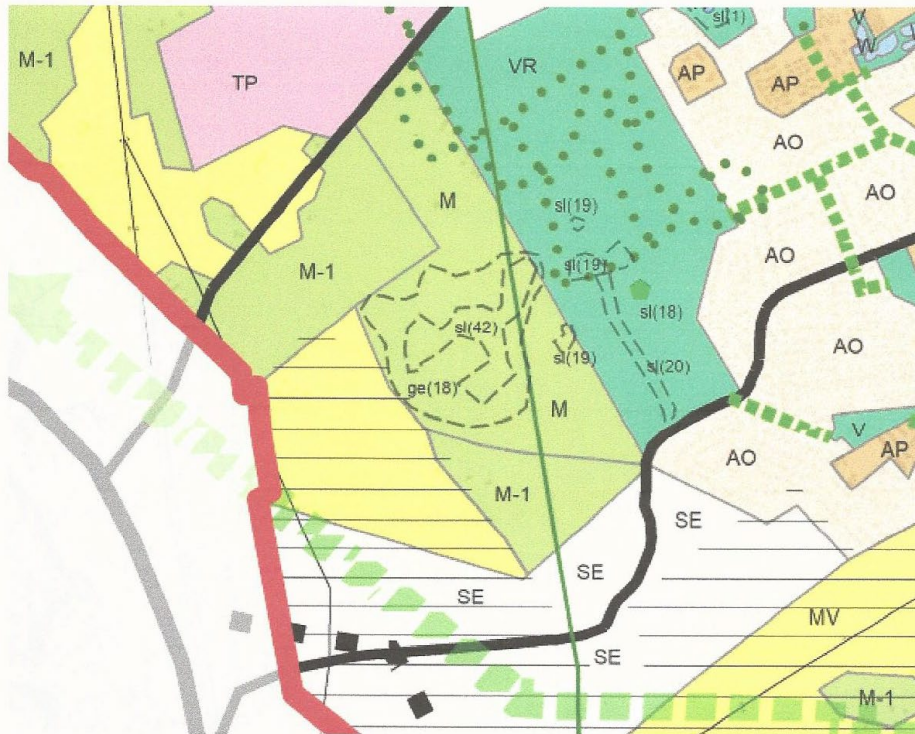 sl(1)
V
W
M-1
TP
VR
AP
AP
AO
M
AO
sl(19)
AO
M-1
sl(19)
sl(18)
sl(42)
AO
sl(19)
sl(20)
ge(18)
M
V
AP
AO
M-1
SE
SE
SE
MV
SE
M-1